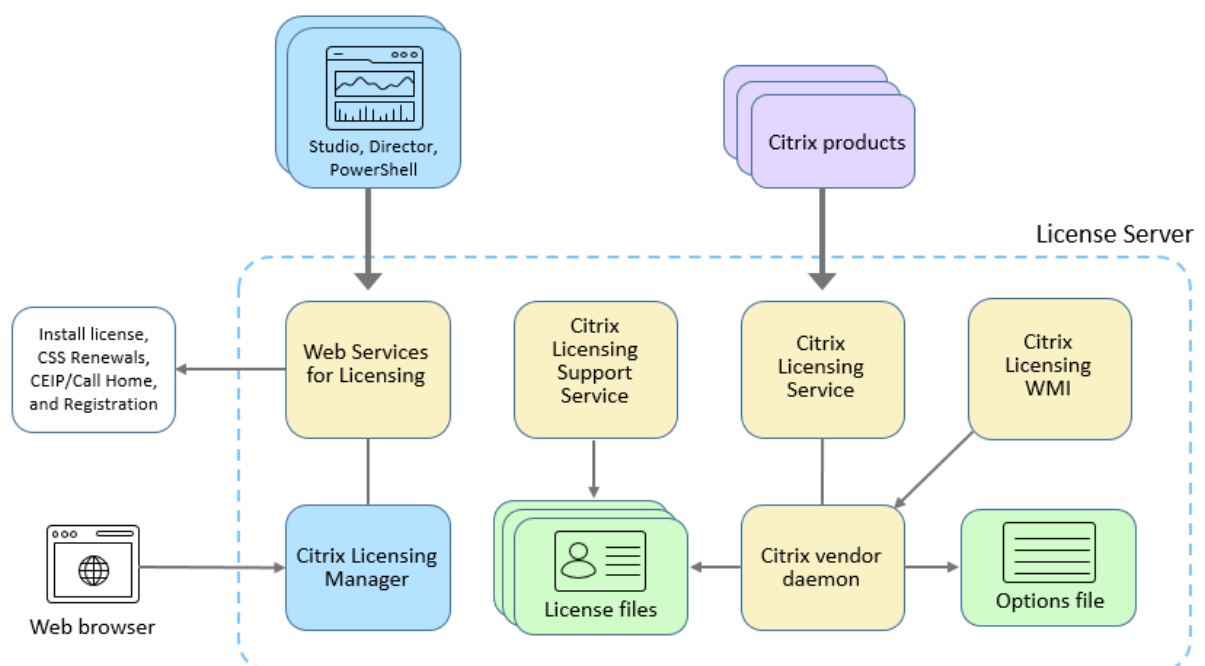 Studio, Director,
PowerShell
Citrix products
License Server
Install license,
CSS Renewals,
CEIP/Call Home,
and Registration
Web Services
for Licensing
Citrix
Licensing
Support
Service
Citrix
Licensing
Service
Citrix
Licensing
WMI
Web browser
Citrix Licensing
Manager
License files
Citrix vendor
daemon
Options file